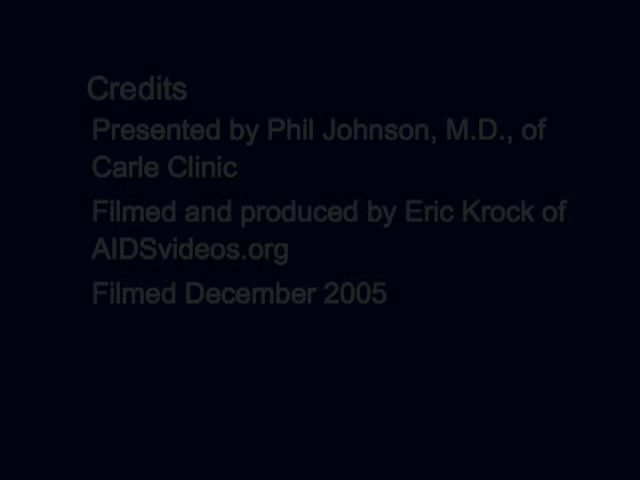 Credits
Presented by Phil Johnson, M.D., of
Carle Clinic
Filmed and produced by Eric Krock of
AIDSvideos.org
Filmed December 2005